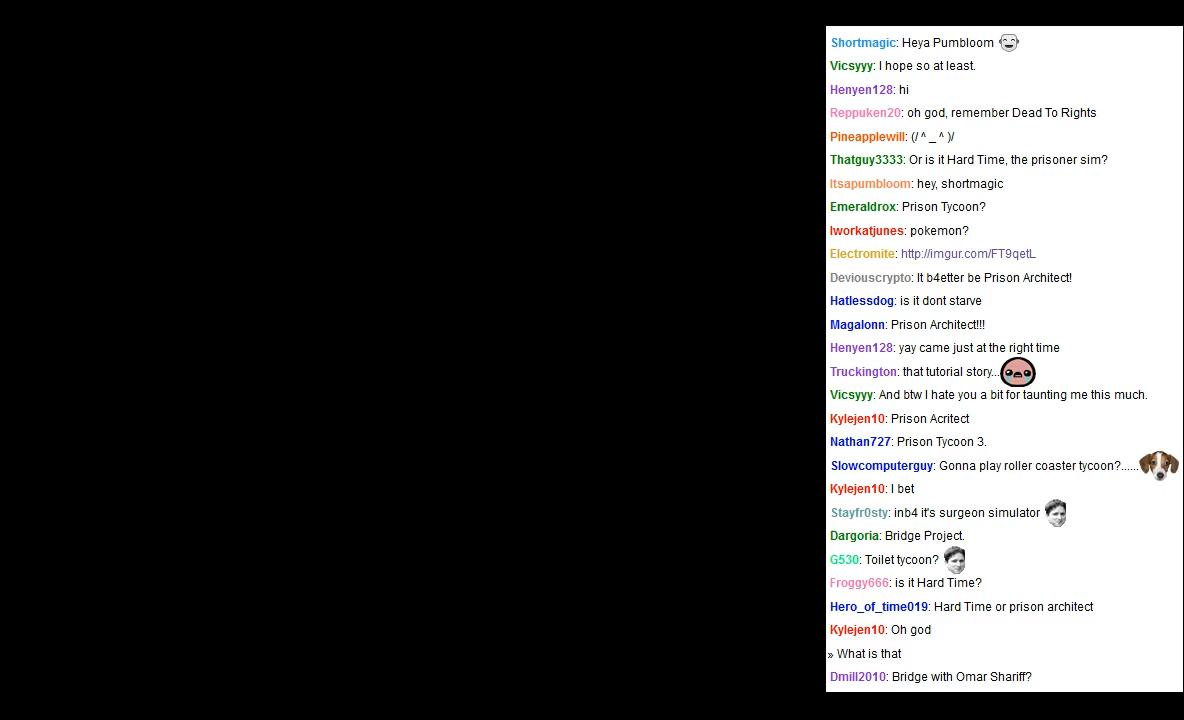 Shortmagic: Heya Pumbloom
Vicsyyy: I hope so at least.
Henyen128: hi
Reppuken20: oh god, remember Dead To Rights
Pineapplewill: (/ ^ _ ^ )/
Thatguy3333: Or is it Hard Time, the prisoner sim?
Itsapumbloom: hey, shortmagic
Emeraldrox: Prison Tycoon?
Iworkatjunes: pokemon?
Electromite: http://imgur.com/FT9qetL
Deviouscrypto: It b4etter be Prison Architect!
Hatlessdog: is it dont starve
Magalonn: Prison Architect!!!
Henyen128: yay came just at the right time
Truckington: that tutorial story...
Vicsyyy: And btw I hate you a bit for taunting me this much.
Kylejen10: Prison Acritect
Nathan727: Prison Tycoon 3.
Slowcomputerguy: Gonna play roller coaster tycoon?......
Kylejen10: I bet
Stayfr0sty: inb4 it's surgeon simulator
Dargoria: Bridge Project.
G530: Toilet tycoon?
Froggy666: is it Hard Time?
Hero_of_time019: Hard Time or prison architect
Kylejen10: Oh god
» What is that
Dmill2010: Bridge with Omar Shariff?